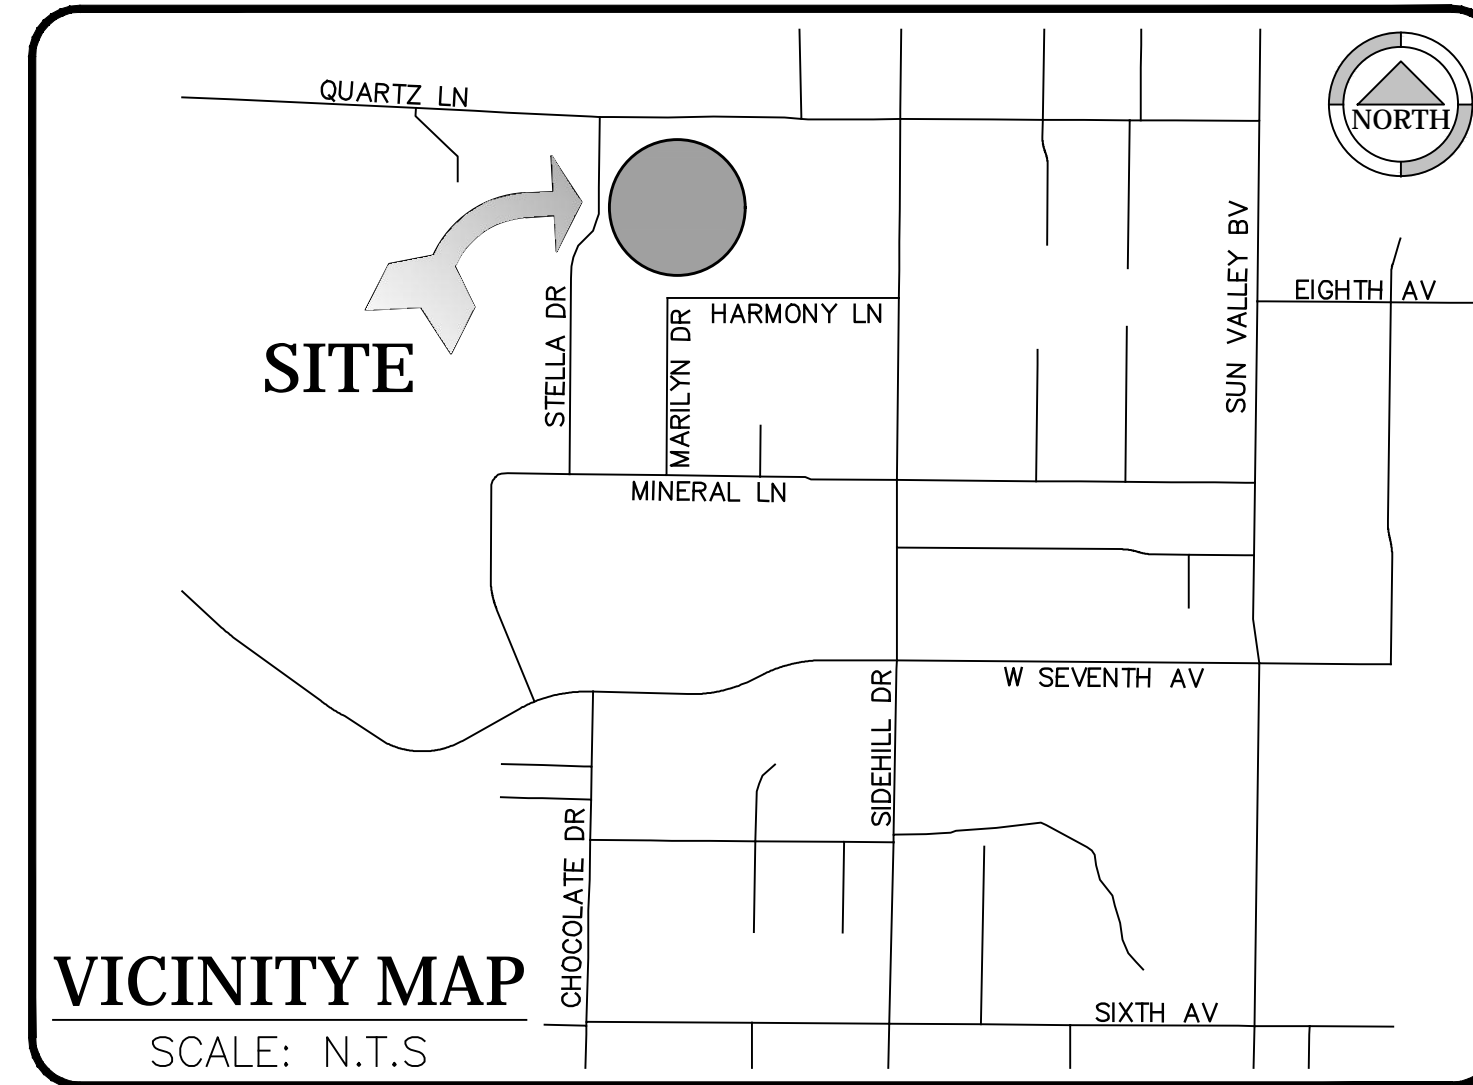 QUARTZ LN
NORTH
SUN VALLEY BV
EIGHTH AV
STELLA DR
HARMONY LN
MARILYN DR
SITE
MINERAL LN
W SEVENTH AV
SIDEHILL DR
CHOCOLATE DR
SIXTH AV
VICINITY MAP
SCALE: N.T.S